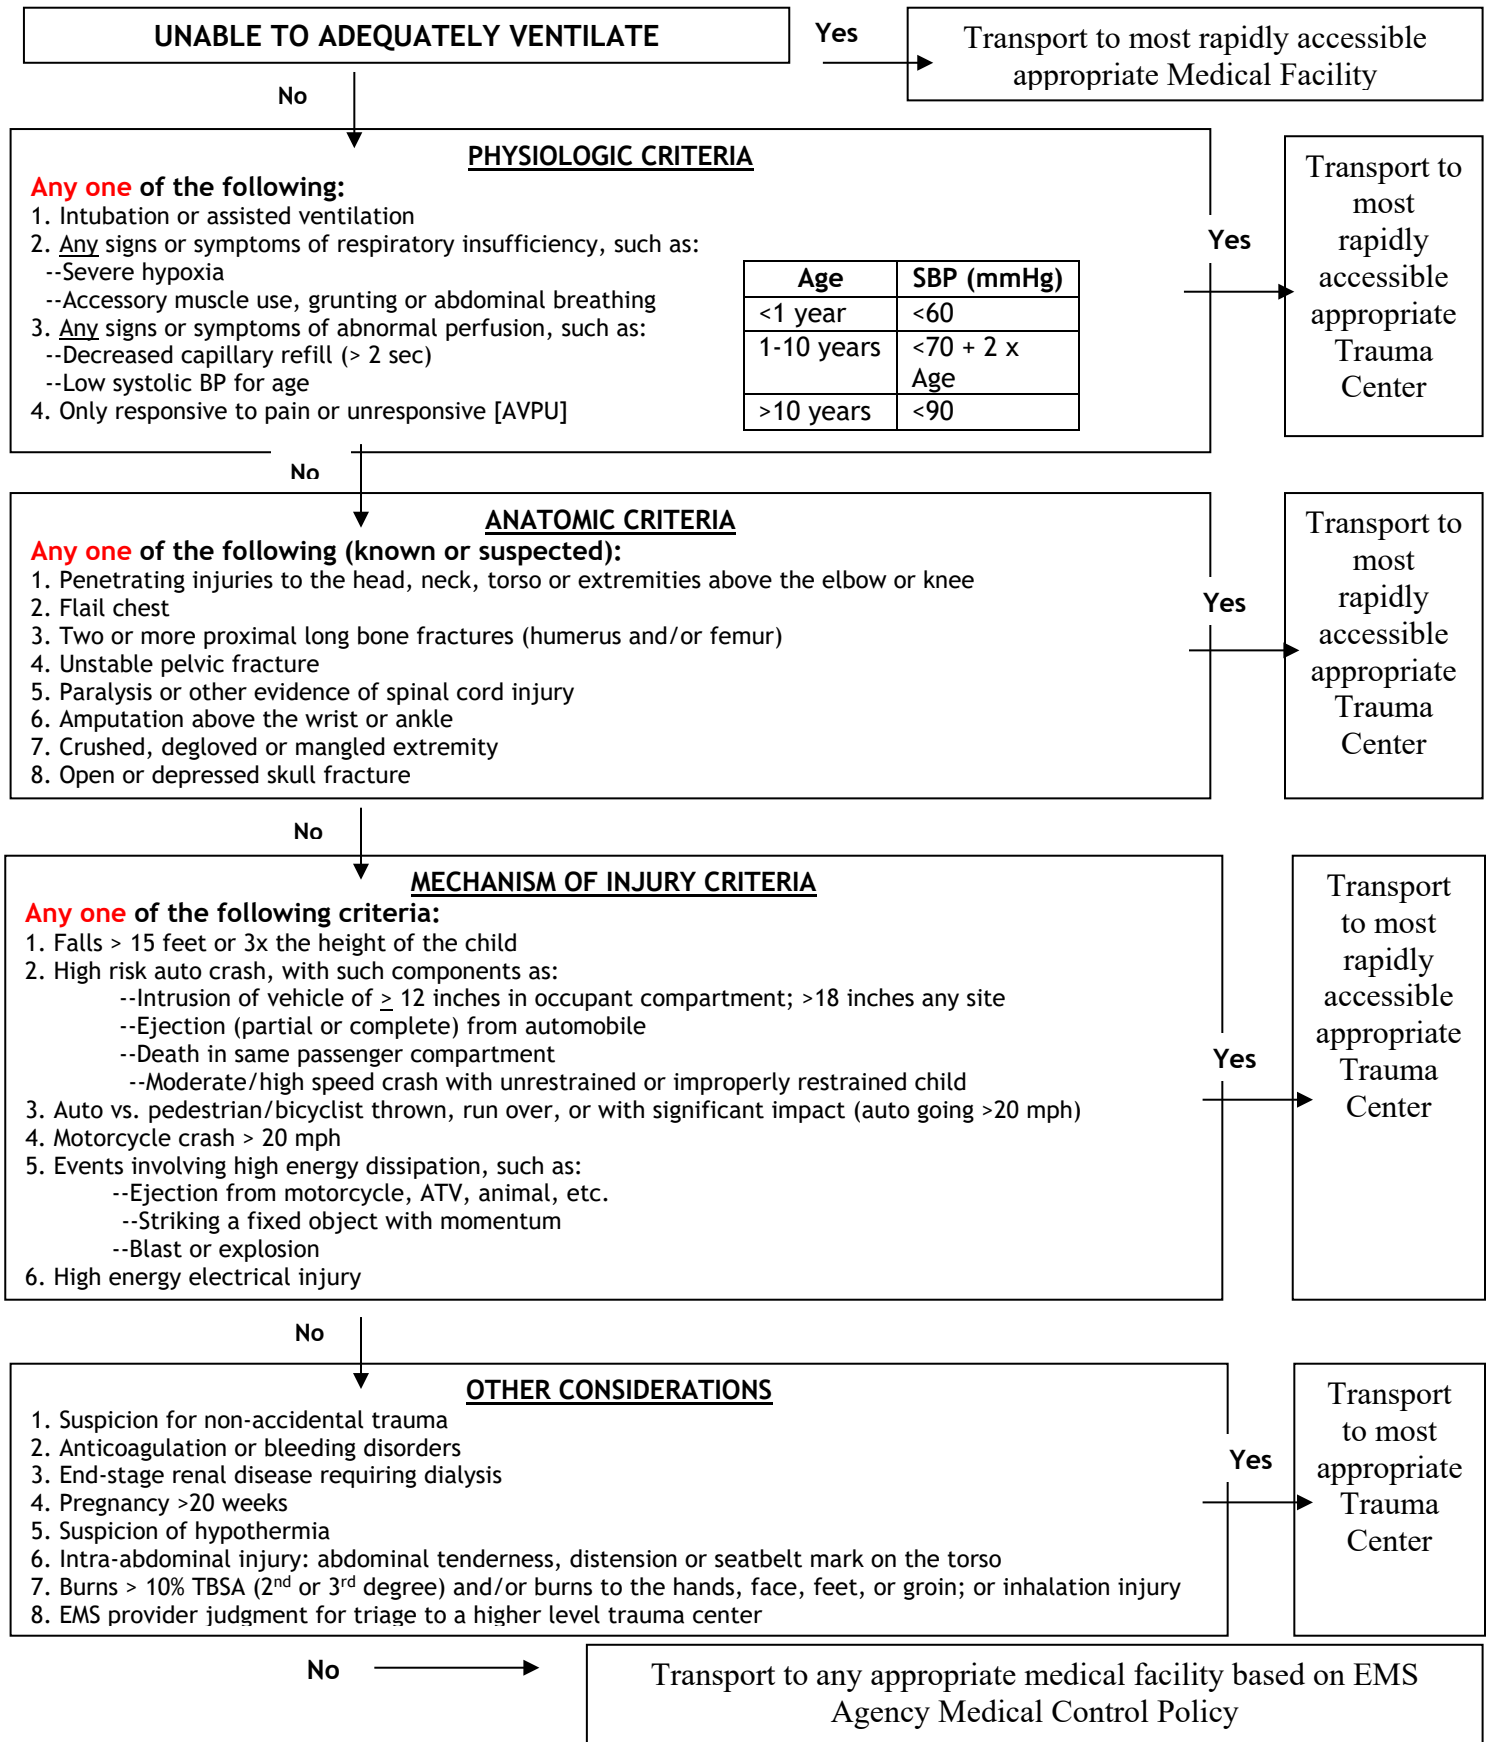 UNABLE TO ADEQUATELY VENTILATE
Yes
Transport to most rapidly accessible
appropriate Medical Facility
No
PHYSIOLOGIC CRITERIA
Any one of the following:
1. Intubation or assisted ventilation
2. Any signs or symptoms of respiratory insufficiency, such as:
--Severe hypoxia
--Accessory muscle use, grunting or abdominal breathing
3. Any signs or symptoms of abnormal perfusion, such as:
--Decreased capillary refill (> 2 sec)
--Low systolic BP for age
4. Only responsive to pain or unresponsive [AVPU]
Age SBP (mmHg)
<1 year <60
1-10 years <70 + 2 x
Age
>10 years <90
Yes
Transport to
most
rapidly
accessible
appropriate
Trauma
Center
No
ANATOMIC CRITERIA
Any one of the following (known or suspected):
1. Penetrating injuries to the head, neck, torso or extremities above the elbow or knee
2. Flail chest
3. Two or more proximal long bone fractures (humerus and/or femur)
4. Unstable pelvic fracture
5. Paralysis or other evidence of spinal cord injury
6. Amputation above the wrist or ankle
7. Crushed, degloved or mangled extremity
8. Open or depressed skull fracture
Yes
Transport to
most
rapidly
accessible
appropriate
Trauma
Center
No
MECHANISM OF INJURY CRITERIA
Any one of the following criteria:
1. Falls > 15 feet or 3x the height of the child
2. High risk auto crash, with such components as:
--Intrusion of vehicle of > 12 inches in occupant compartment; >18 inches any site
--Ejection (partial or complete) from automobile
--Death in same passenger compartment
--Moderate/high speed crash with unrestrained or improperly restrained child
3. Auto vs. pedestrian/bicyclist thrown, run over, or with significant impact (auto going >20 mph)
4. Motorcycle crash > 20 mph
5. Events involving high energy dissipation, such as:
--Ejection from motorcycle, ATV, animal, etc.
--Striking a fixed object with momentum
--Blast or explosion
6. High energy electrical injury
Yes
Transport
to most
rapidly
accessible
appropriate
Trauma
Center
No
OTHER CONSIDERATIONS
1. Suspicion for non-accidental trauma
2. Anticoagulation or bleeding disorders
3. End-stage renal disease requiring dialysis
4. Pregnancy >20 weeks
5. Suspicion of hypothermia
6. Intra-abdominal injury: abdominal tenderness, distension or seatbelt mark on the torso
7. Burns > 10% TBSA (2nd or 3rd degree) and/or burns to the hands, face, feet, or groin; or inhalation injury
8. EMS provider judgment for triage to a higher level trauma center
Yes
Transport
to most
appropriate
Trauma
Center
No
Transport to any appropriate medical facility based on EMS
Agency Medical Control Policy